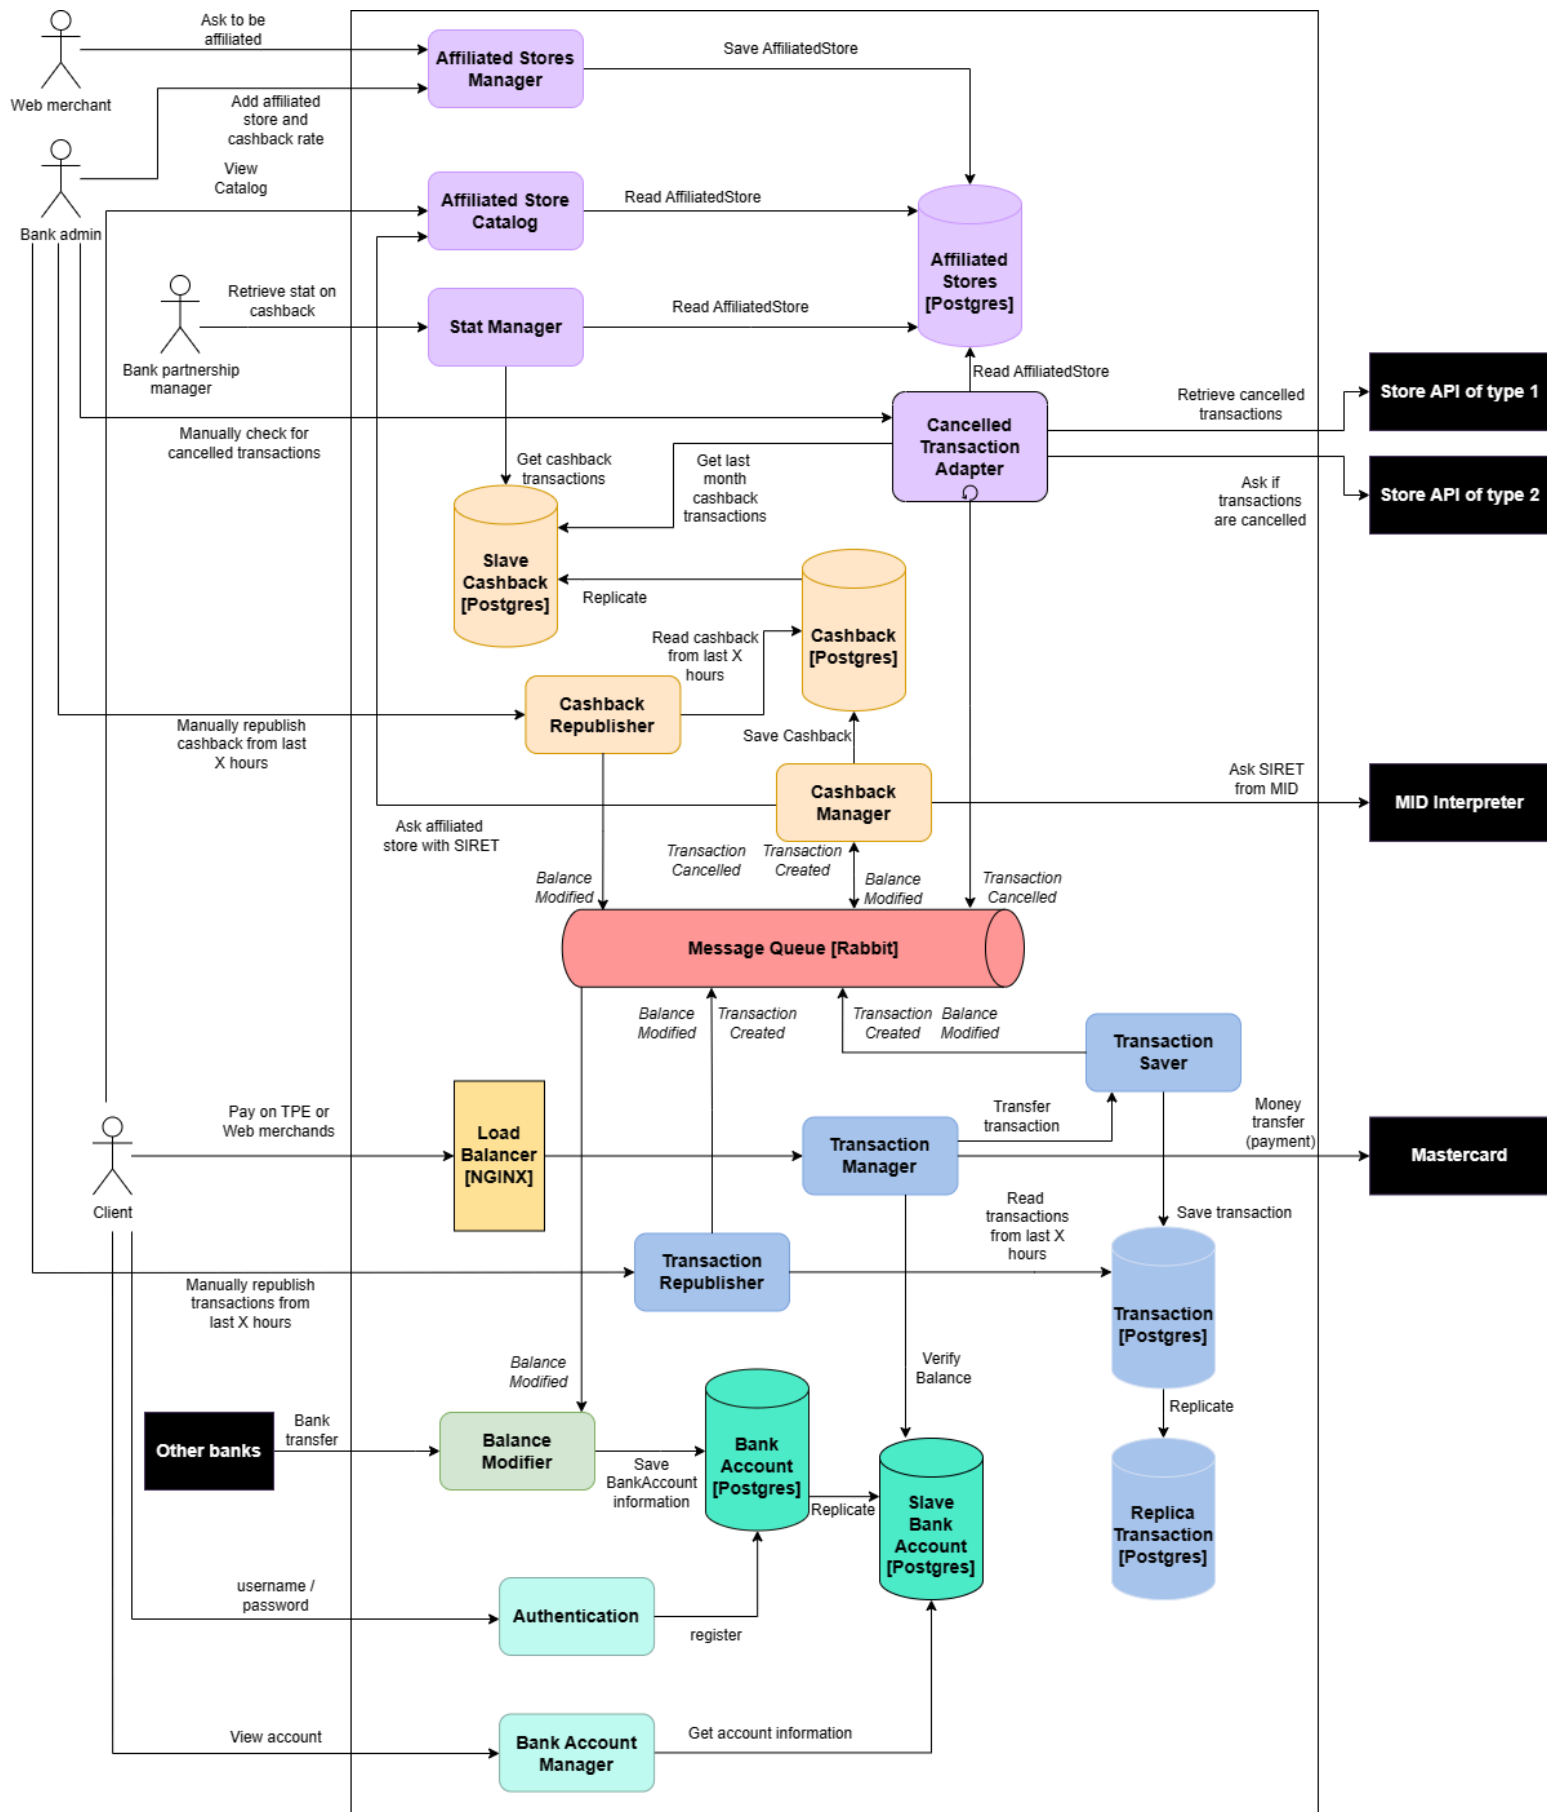 Ask to be
affiliated
Web merchant
Affiliated Stores
Manager
Save AffiliatedStore
Add affiliated
store and
cashback rate
View
Catalog
Bank admin
Affiliated Store
Catalog
Read AffiliatedStore
Affiliated
Stores
[Postgres]
Retrieve stat on
cashback
Bank partnership
manager
Stat Manager
Read AffiliatedStore
Read AffiliatedStore
Manually check for
cancelled transactions
Get cashback
transactions
Get last
month
cashback
transactions
Cancelled
Transaction
Adapter
Retrieve cancelled
transactions
Store API of type 1
Ask if
transactions
are cancelled
Store API of type 2
Slave
Cashback
[Postgres]
Replicate
Cashback
[Postgres]
Read cashback
from last X
hours
Manually republish
cashback from last
X hours
Cashback
Republisher
Save Cashback
Cashback
Manager
Ask SIRET
from MID
MID Interpreter
Ask affiliated
store with SIRET
Balance
Modified
Transaction
Cancelled
Transaction
Created
Balance
Modified
Transaction
Cancelled
Message Queue [Rabbit]
Balance
Modified
Transaction
Created
Transaction
Created
Balance
Modified
Transaction
Saver
Pay on TPE or
Web merchands
Load
Balancer
[NGINX]
Transaction
Manager
Transfer
transaction
Money
transfer
(payment)
Mastercard
Client
Read
transactions
from last X
hours
Save transaction
Manually republish
transactions from
last X hours
Transaction
Republisher
Transaction
[Postgres]
Balance
Modified
Verify
Balance
Replicate
Other banks
Bank
transfer
Balance
Modifier
Save
BankAccount
information
Bank
Account
[Postgres]
Replicate
Slave
Bank
Account
[Postgres]
Replica
Transaction
[Postgres]
username /
password
Authentication
register
View account
Bank Account
Manager
Get account information